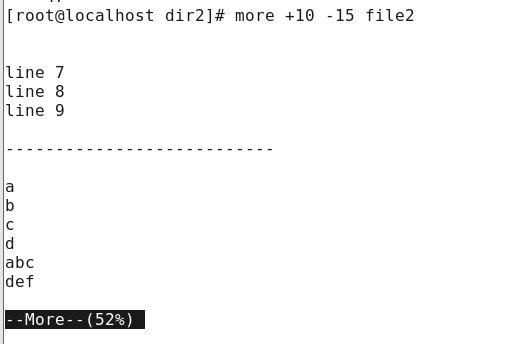 [root@localhost dir2]# more +10 -15 file2
line 7
line 8
line 9
---------------------------
a
b
c
d
abc
def
--More--(52%)